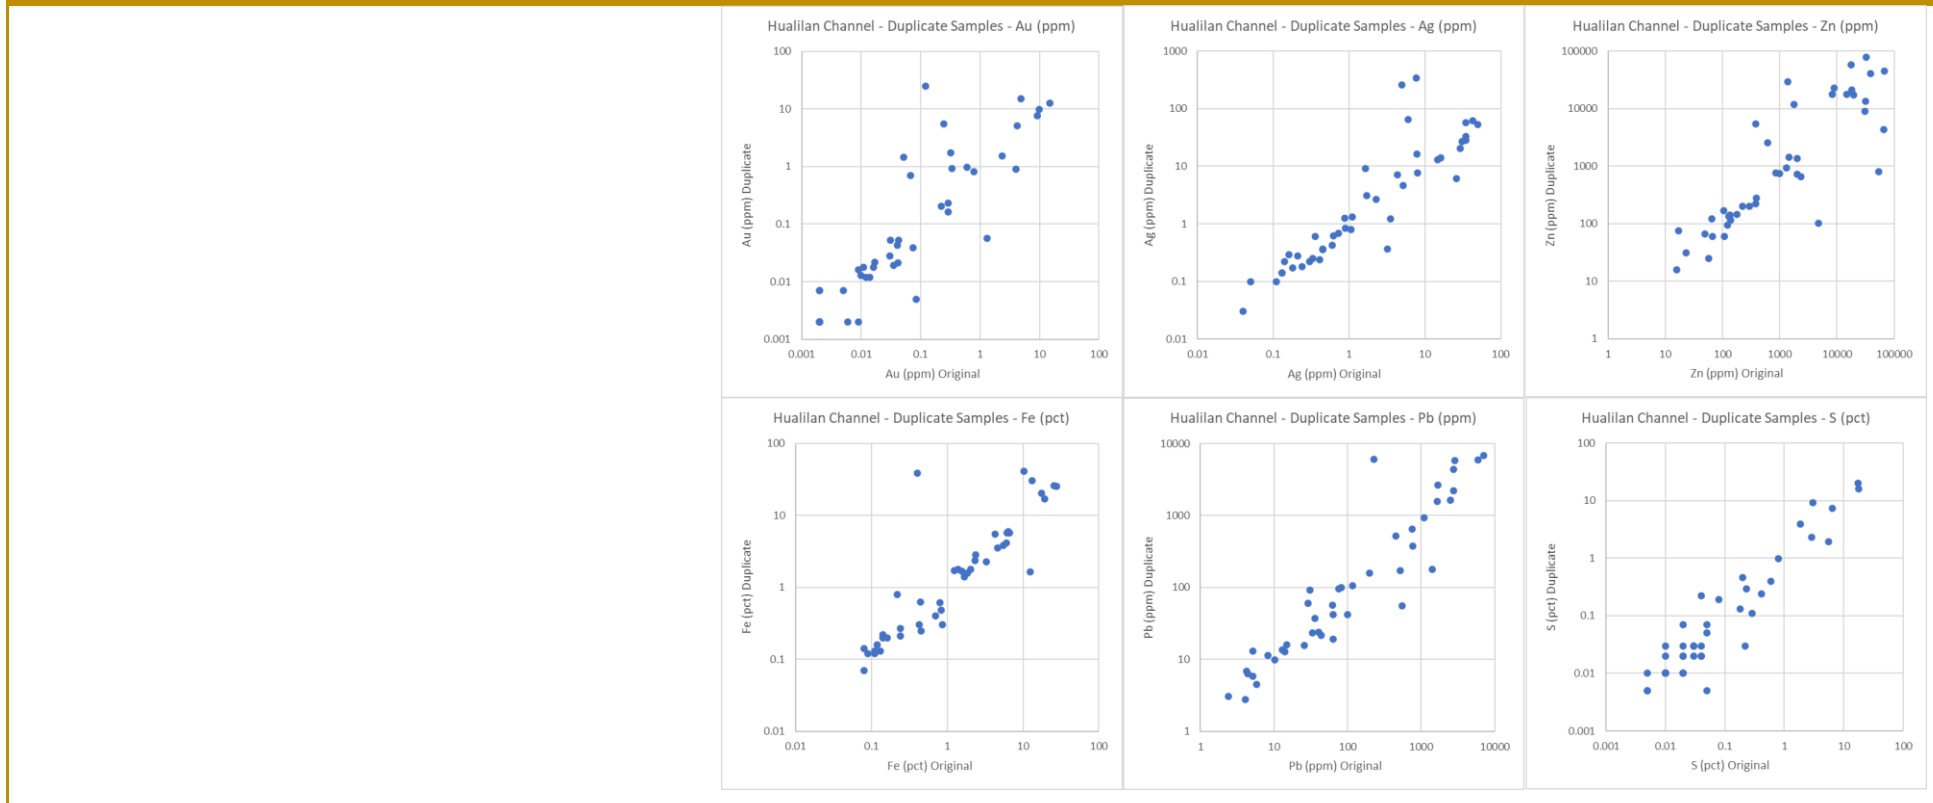 Hualilan Channel - Duplicate Samples - Au (ppm)
100
10
1
0.1
0.01
0.001
Au (ppm) Duplicate
0.001 0.01 0.1 1 10 100
Au (ppm) Original
Hualilan Channel - Duplicate Samples - Ag (ppm)
1000
100
10
1
0.1
0.01
Ag (ppm) Duplicate
0.01 0.1 1 10 100
Ag (ppm) Original
Hualilan Channel - Duplicate Samples - Zn (ppm)
100000
10000
1000
100
10
1
Zn (ppm) Duplicate
1 10 100 1000 10000 100000
Zn (ppm) Original
Hualilan Channel - Duplicate Samples - Fe (pct)
100
10
1
0.1
0.01
Fe (pct) Duplicate
0.01 0.1 1 10 100
Fe (pct) Original
Hualilan Channel - Duplicate Samples - Pb (ppm)
10000
1000
100
10
1
Pb (ppm) Duplicate
1 10 100 1000 10000
Pb (ppm) Original
Hualilan Channel - Duplicate Samples - S (pct)
100
10
1
0.1
0.01
0.001
S (pct) Duplicate
0.001 0.01 0.1 1 10 100
S (pct) Original